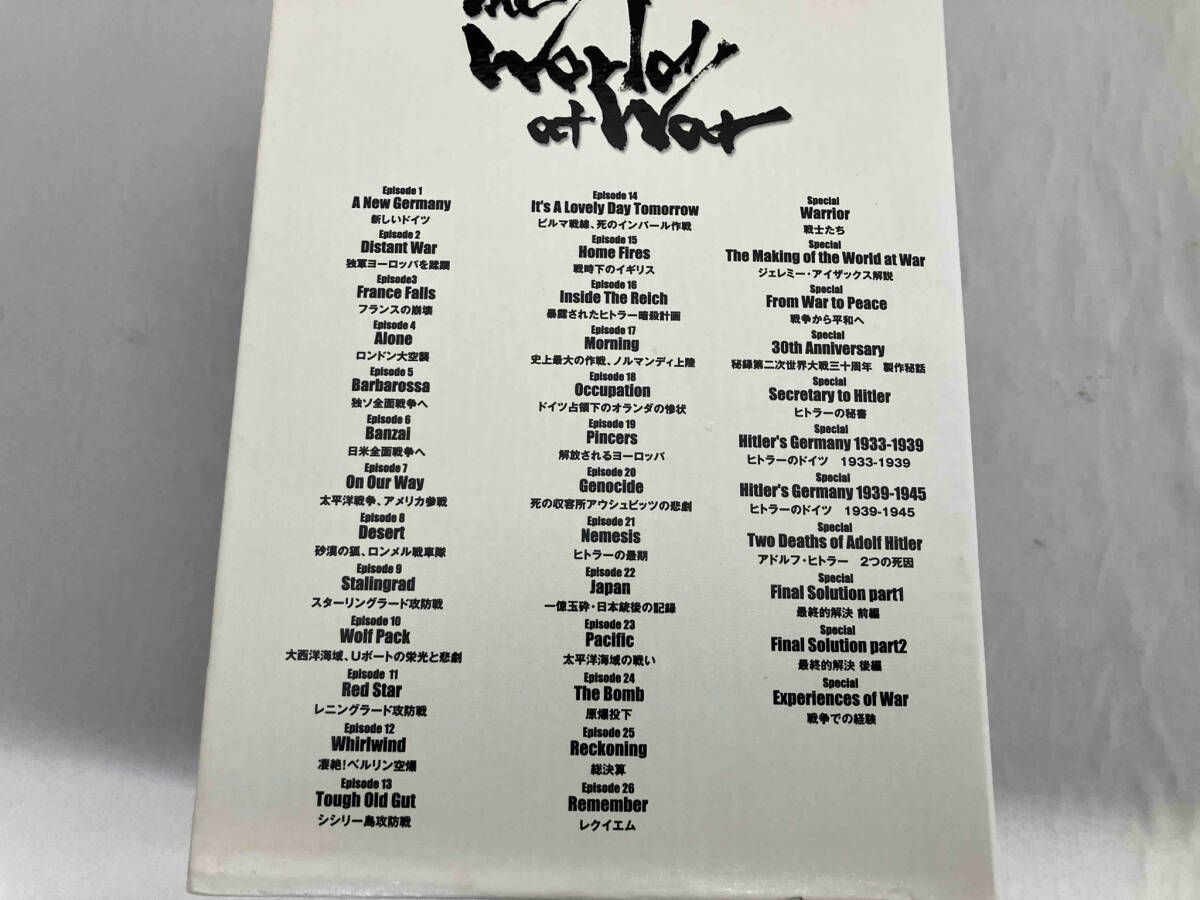 the
World
at War
Episode 1
A New Germany
新しいドイツ
Episode 2
Distant War
独軍ヨーロッパを蹂躙
Episode3
France Falls
フランスの崩壊
Episode 4
Alone
ロンドン大空襲
Episode 5
Barbarossa
独ソ全面戦争へ
Episode 6
Banzai
日米全面戦争へ
Episode 7
On Our Way
太平洋戦争、アメリカ参戦
Episode 8
Desert
砂漠の狐、ロンメル戦車隊
Episode 9
Stalingrad
スターリングラード攻防戦
Episode 10
Wolf Pack
大西洋海域、Uボートの栄光と悲劇
Episode 11
Red Star
レニングラード攻防戦
Episode 12
Whirlwind
凄絶!ベルリン空爆
Episode 13
Tough Old Gut
シシリー島攻防戦
Episode 14
It's A Lovely Day Tomorrow
ビルマ戦線、死のインパール作戦
Episode 15
Home Fires
戦時下のイギリス
Episode 16
Inside The Reich
暴露されたヒトラー暗殺計画
Episode 17
Morning
史上最大の作戦、ノルマンディ上陸
Episode 18
Occupation
ドイツ占領下のオランダの惨状
Episode 19
Pincers
解放されるヨーロッパ
Episode 20
Genocide
死の収容所アウシュビッツの悲劇
Episode 21
Nemesis
ヒトラーの最期
Episode 22
Japan
一億玉砕・日本銃後の記録
Episode 23
Pacific
太平洋海域の戦い
Episode 24
The Bomb
原爆投下
Episode 25
Reckoning
総決算
Episode 26
Remember
レクイエム
Special
Warrior
戦士たち
Special
The Making of the World at War
ジェレミー・アイザックス解説
Special
From War to Peace
戦争から平和へ
Special
30th Anniversary
秘録第二次世界大戦三十周年 製作秘話
Special
Secretary to Hitler
ヒトラーの秘書
Special
Hitler's Germany 1933-1939
ヒトラーのドイツ 1933-1939
Special
Hitler's Germany 1939-1945
ヒトラーのドイツ 1939-1945
Special
Two Deaths of Adolf Hitler
アドルフ・ヒトラー 2つの死因
Special
Final Solution part1
最終的解決 前編
Special
Final Solution part2
最終的解決 後編
Special
Experiences of War
戦争での経験